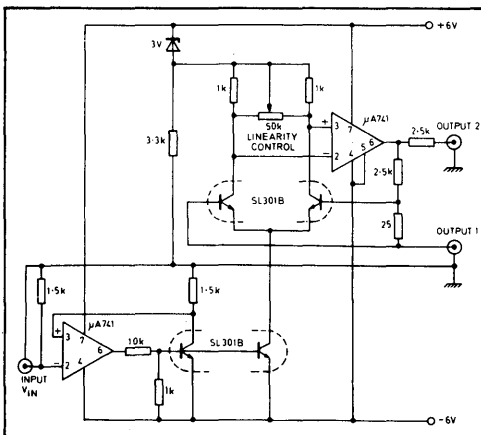 +6V
3V
1k
1k
50k
LINEARITY
CONTROL
3·3k
μA741
+
3
7
6
4
5
−
2
2·5k
OUTPUT 2
2·5k
SL301B
25
OUTPUT 1
1·5k
1·5k
μA741
+
3
7
6
10k
SL301B
−
2
4
INPUT
VIN
1k
−6V